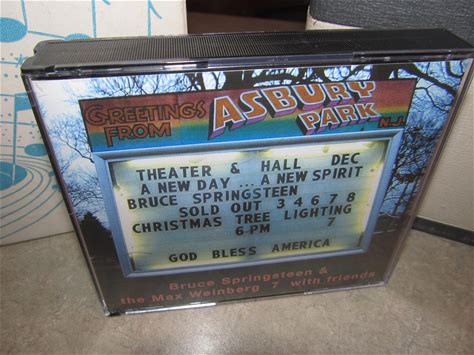 GREETINGS
FROM
ASBURY
PARK
N.J.
THEATER & HALL DEC
A NEW DAY ... A NEW SPIRIT
BRUCE SPRINGSTEEN
SOLD OUT 3 4 6 7 8
CHRISTMAS TREE LIGHTING
6-PM 7
GOD BLESS AMERICA
Bruce Springsteen &
the Max Weinberg 7 with friends